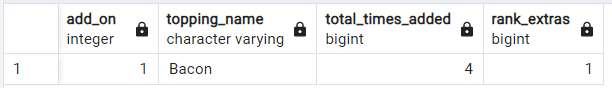 add_on topping_name total_times_added rank_extras
integer character varying bigint bigint
1 1 Bacon 4 1